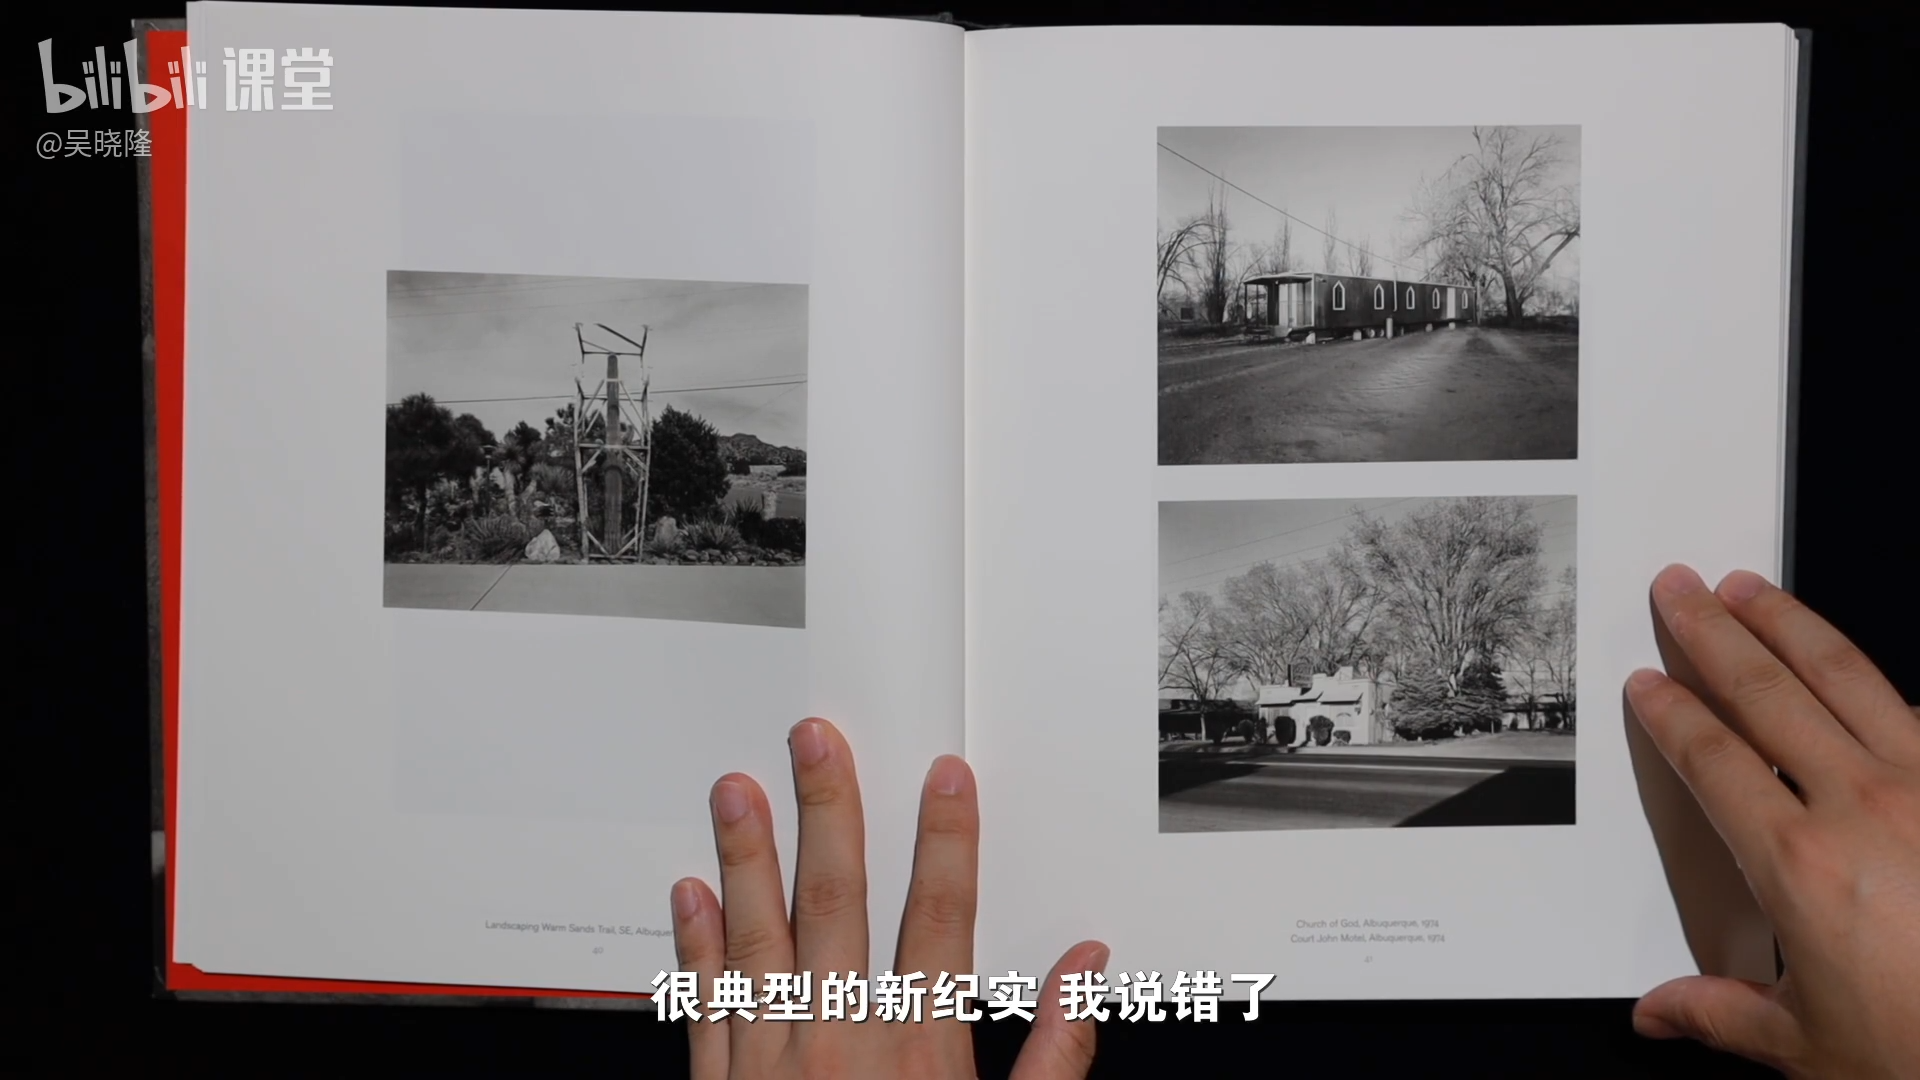 bilibili 课堂
@吴晓隆
Landscaping Warm Sands Trail, SE, Albuquer
40
Church of God, Albuquerque, 1974
Court John Motel, Albuquerque, 1974
41
很典型的新纪实 我说错了